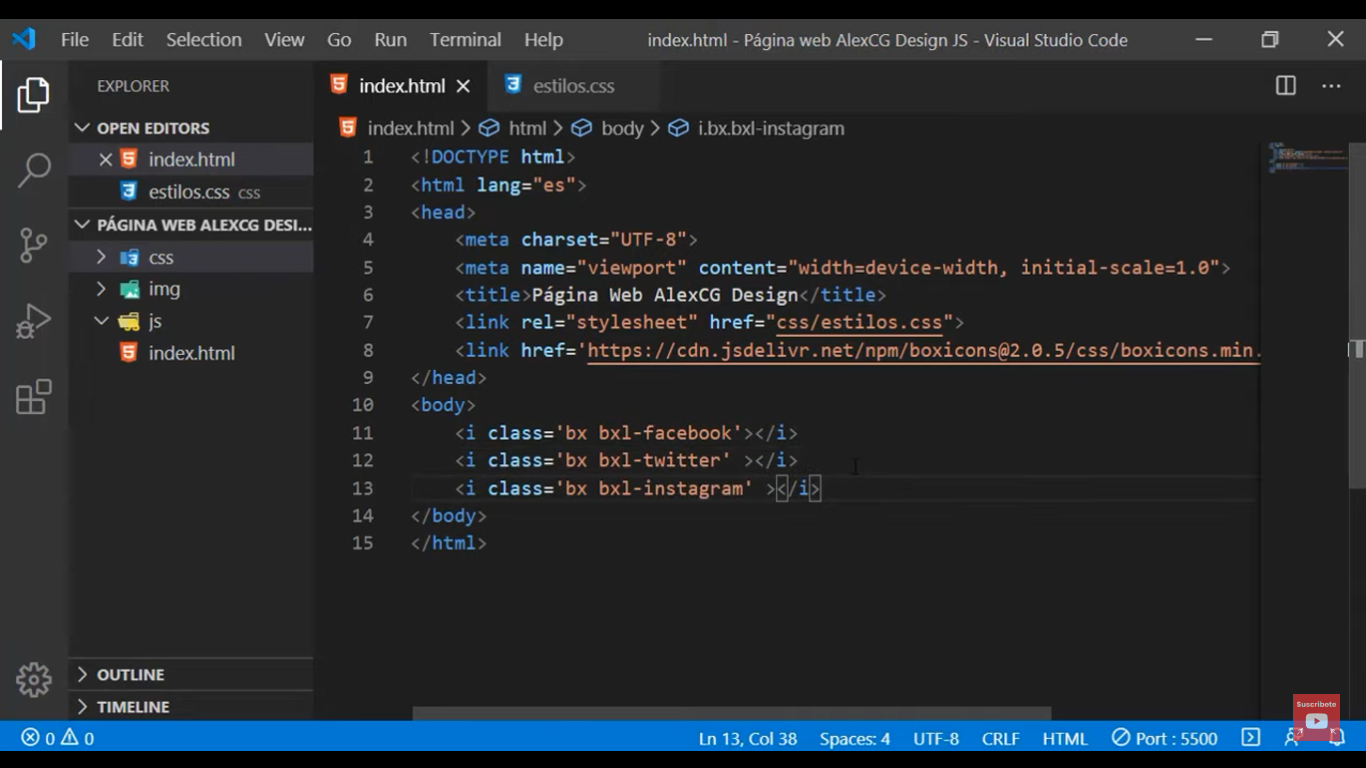 File Edit Selection View Go Run Terminal Help index.html - Página web AlexCG Design JS - Visual Studio Code
EXPLORER
OPEN EDITORS
index.html
estilos.css css
PÁGINA WEB ALEXCG DESI...
css
img
js
index.html
OUTLINE
TIMELINE
index.html estilos.css
index.html > html > body > i.bx.bxl-instagram
1 <!DOCTYPE html>
2 <html lang="es">
3 <head>
4 <meta charset="UTF-8">
5 <meta name="viewport" content="width=device-width, initial-scale=1.0">
6 <title>Página Web AlexCG Design</title>
7 <link rel="stylesheet" href="css/estilos.css">
8 <link href='https://cdn.jsdelivr.net/npm/boxicons@2.0.5/css/boxicons.min.
9 </head>
10 <body>
11 <i class='bx bxl-facebook'></i>
12 <i class='bx bxl-twitter' ></i>
13 <i class='bx bxl-instagram' ></i>
14 </body>
15 </html>
Suscribete
0 0 Ln 13, Col 38 Spaces: 4 UTF-8 CRLF HTML Port : 5500